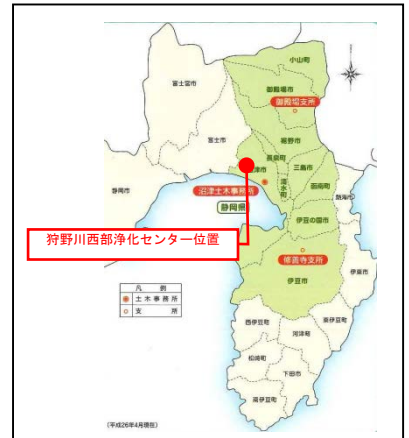 小山町
御殿場市
御殿場支所
富士宮市
裾野市
富士市
長泉町
沼津市
三島市
清水町
静岡市
沼津土木事務所
函南町
熱海市
静岡県
伊豆の国市
狩野川西部浄化センター位置
修善寺支所
伊東市
伊豆市
凡例
土木事務所
支所
西伊豆町
東伊豆町
河津町
松崎町
下田市
南伊豆町
(平成26年4月現在)